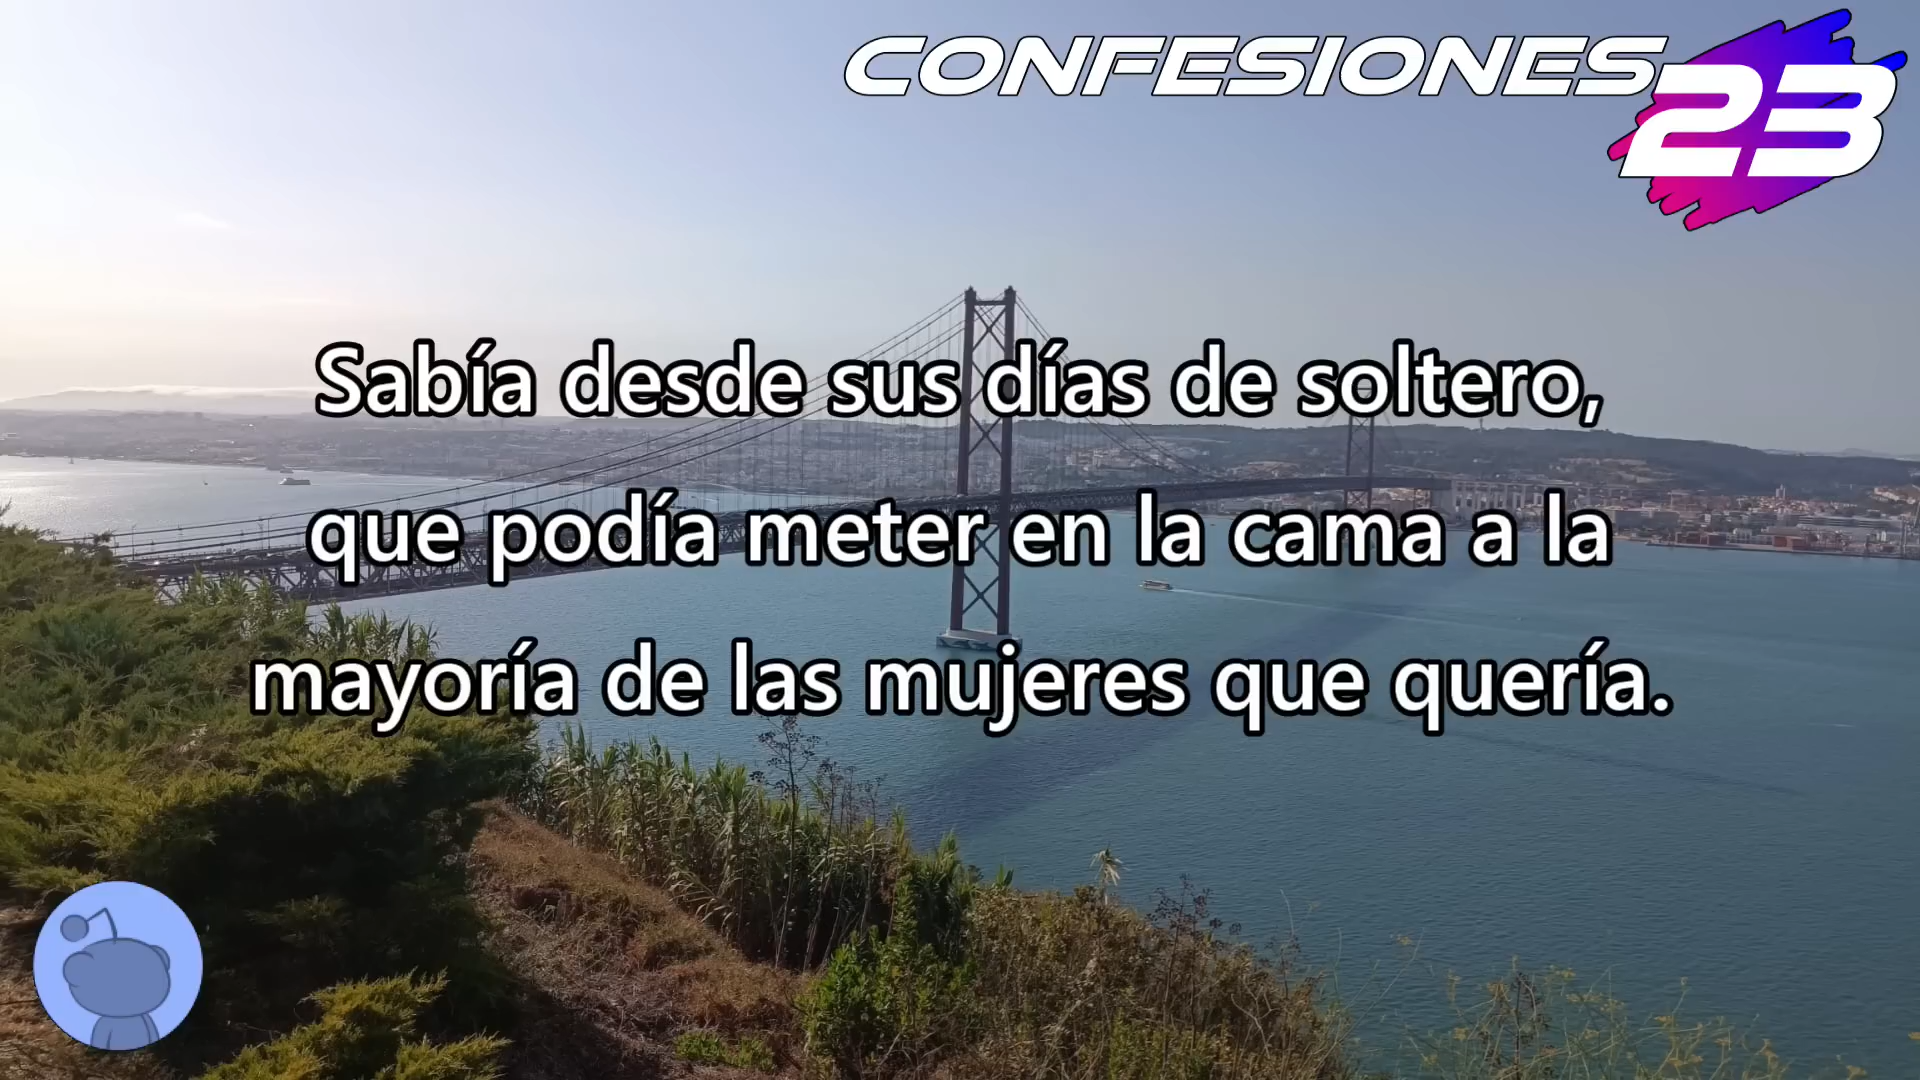 CONFESIONES
23
Sabía desde sus días de soltero,
que podía meter en la cama a la
mayoría de las mujeres que quería.